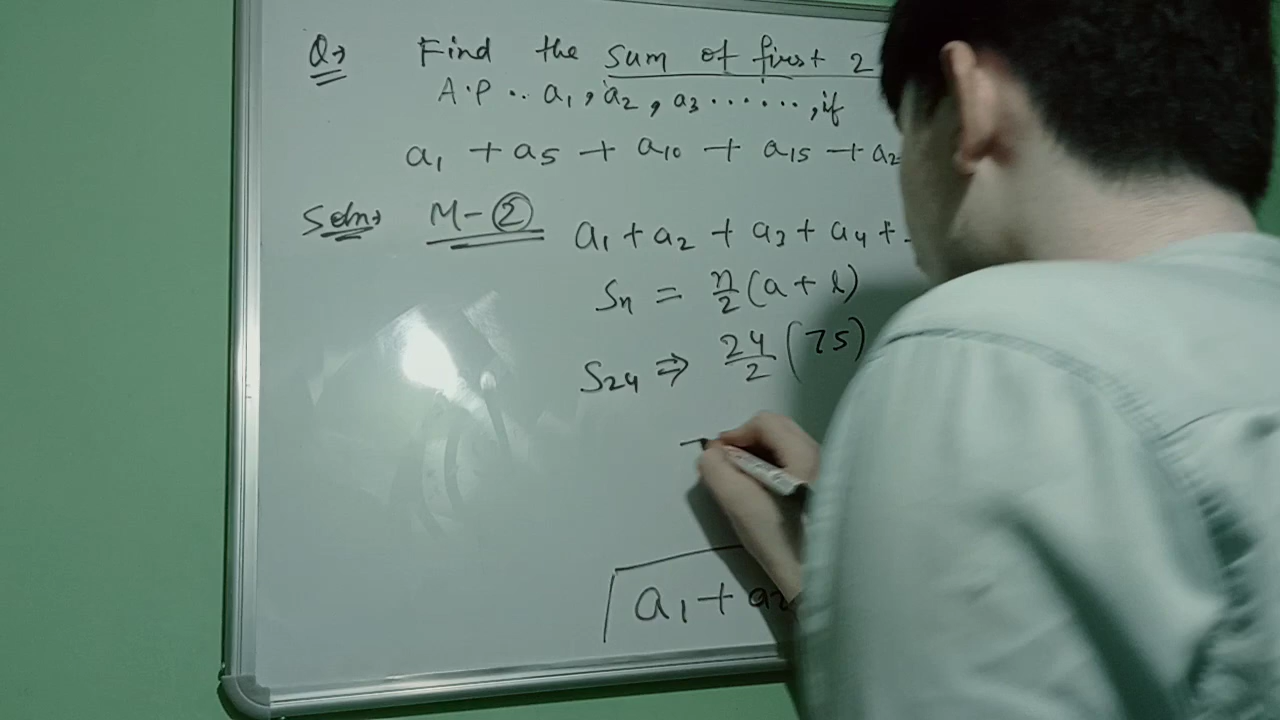 Q→ Find the sum of first 2
A.P .. a₁, a₂, a₃ ......, if
a₁ + a₅ + a₁₀ + a₁₅ + a₂
Soln→ M-② a₁ + a₂ + a₃ + a₄ + .
Sₙ = n/2 (a + l)
S₂₄ ⇒ 24/2 (75)
a₁ + a₂